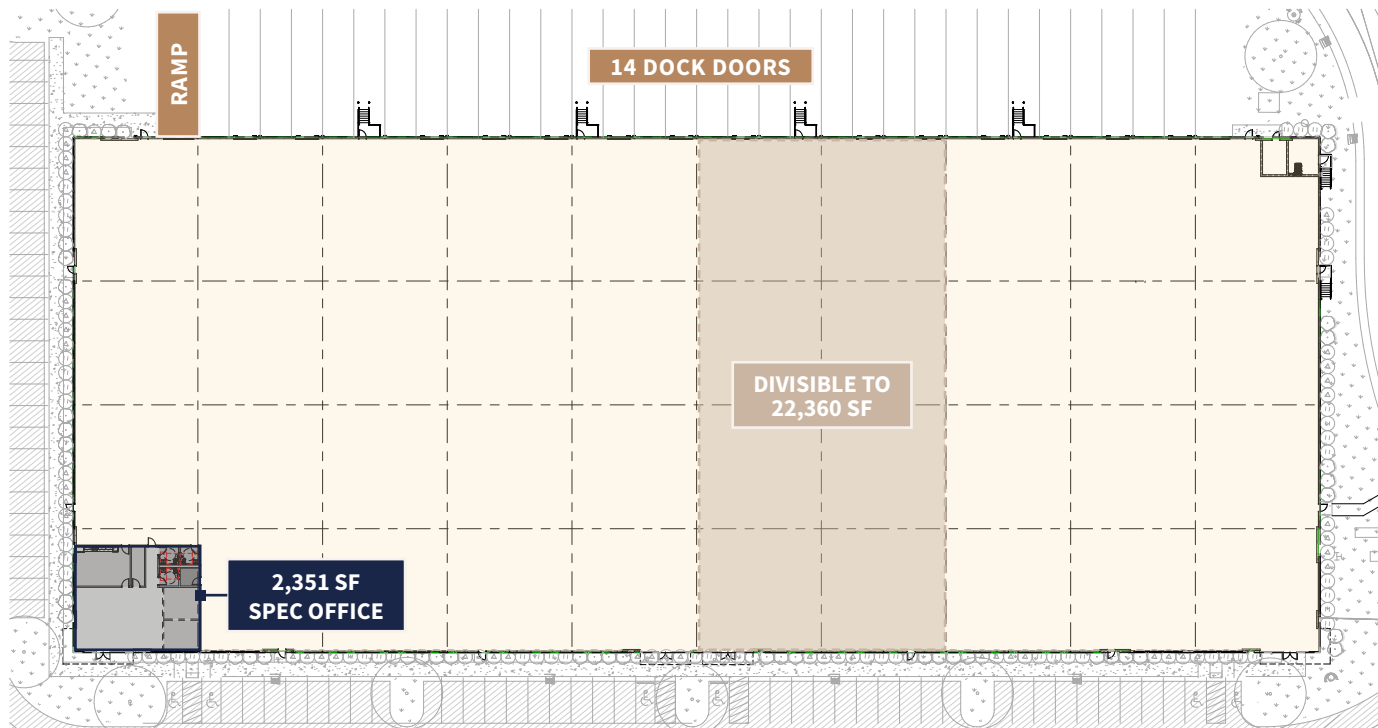 RAMP
14 DOCK DOORS
DIVISIBLE TO
22,360 SF
2,351 SF
SPEC OFFICE